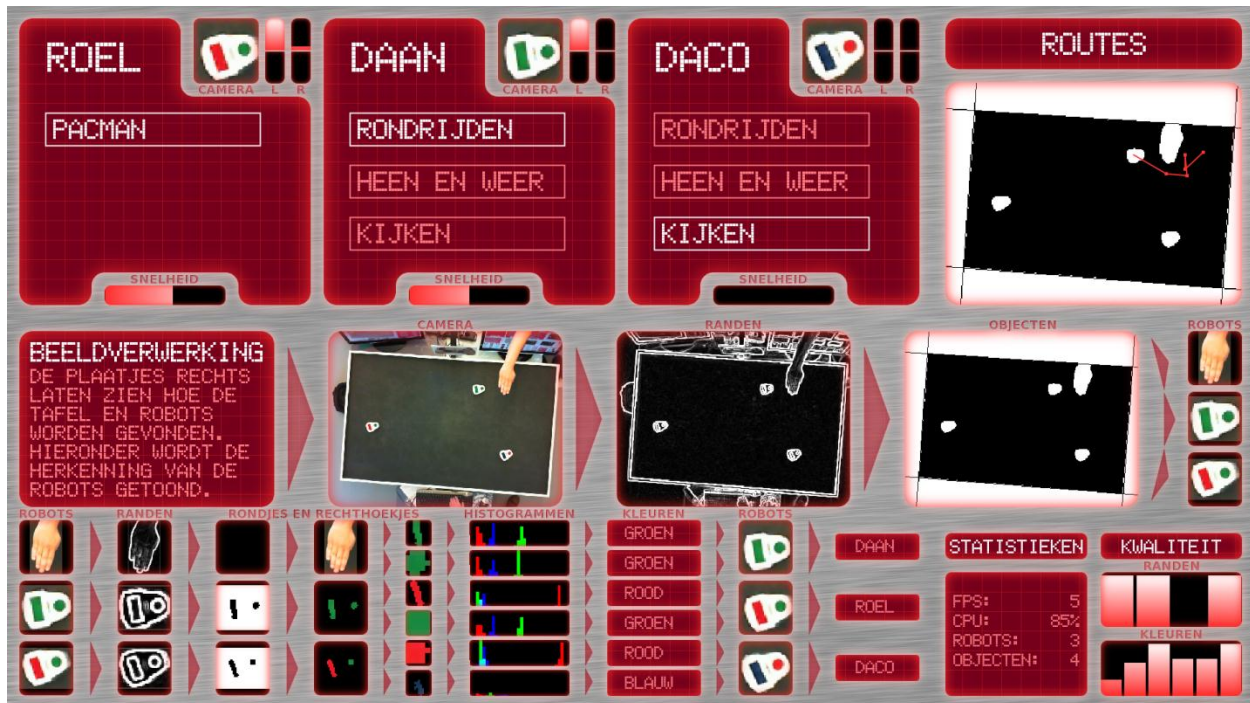 ROEL
CAMERA L R
PACMAN
SNELHEID
DAAN
CAMERA L R
RONDRIJDEN
HEEN EN WEER
KIJKEN
SNELHEID
DACO
CAMERA L R
RONDRIJDEN
HEEN EN WEER
KIJKEN
SNELHEID
ROUTES
BEELDVERWERKING
DE PLAATJES RECHTS
LATEN ZIEN HOE DE
TAFEL EN ROBOTS
WORDEN GEVONDEN.
HIERONDER WORDT DE
HERKENNING VAN DE
ROBOTS GETOOND.
CAMERA
RANDEN
OBJECTEN
ROBOTS
ROBOTS
RANDEN
RONDJES EN RECHTHOEKJES
HISTOGRAMMEN
KLEUREN
ROBOTS
GROEN
GROEN
ROOD
GROEN
ROOD
BLAUW
DAAN
ROEL
DACO
STATISTIEKEN
FPS: 5
CPU: 85%
ROBOTS: 3
OBJECTEN: 4
KWALITEIT
RANDEN
KLEUREN